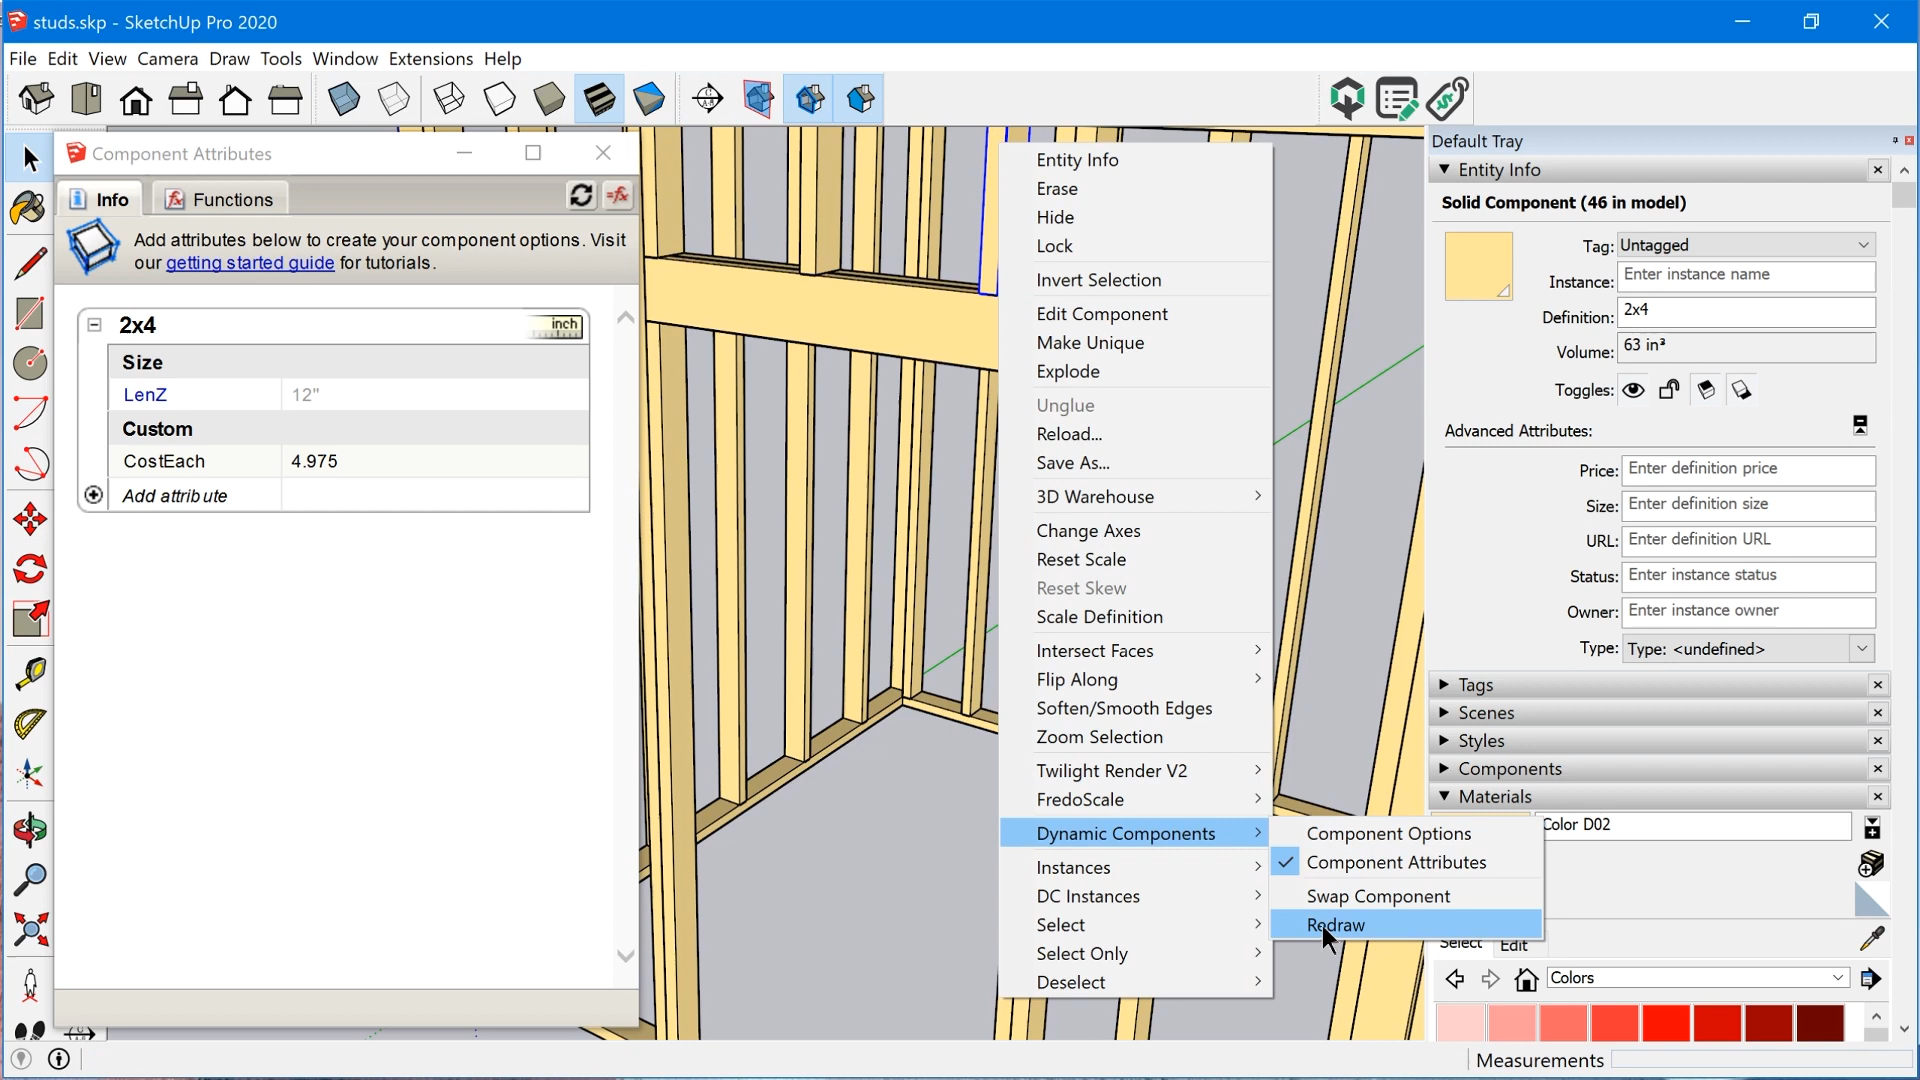 studs.skp - SketchUp Pro 2020
File Edit View Camera Draw Tools Window Extensions Help
Component Attributes
Info
Functions
Add attributes below to create your component options. Visit
our getting started guide for tutorials.
2x4
inch
Size
LenZ 12"
Custom
CostEach 4.975
Add attribute
Entity Info
Erase
Hide
Lock
Invert Selection
Edit Component
Make Unique
Explode
Unglue
Reload...
Save As...
3D Warehouse
Change Axes
Reset Scale
Reset Skew
Scale Definition
Intersect Faces
Flip Along
Soften/Smooth Edges
Zoom Selection
Twilight Render V2
FredoScale
Dynamic Components
Instances
DC Instances
Select
Select Only
Deselect
Component Options
Component Attributes
Swap Component
Redraw
Default Tray
Entity Info
Solid Component (46 in model)
Tag: Untagged
Instance: Enter instance name
Definition: 2x4
Volume: 63 in³
Toggles:
Advanced Attributes:
Price: Enter definition price
Size: Enter definition size
URL: Enter definition URL
Status: Enter instance status
Owner: Enter instance owner
Type: Type: <undefined>
Tags
Scenes
Styles
Components
Materials
Color D02
Select Edit
Colors
Measurements